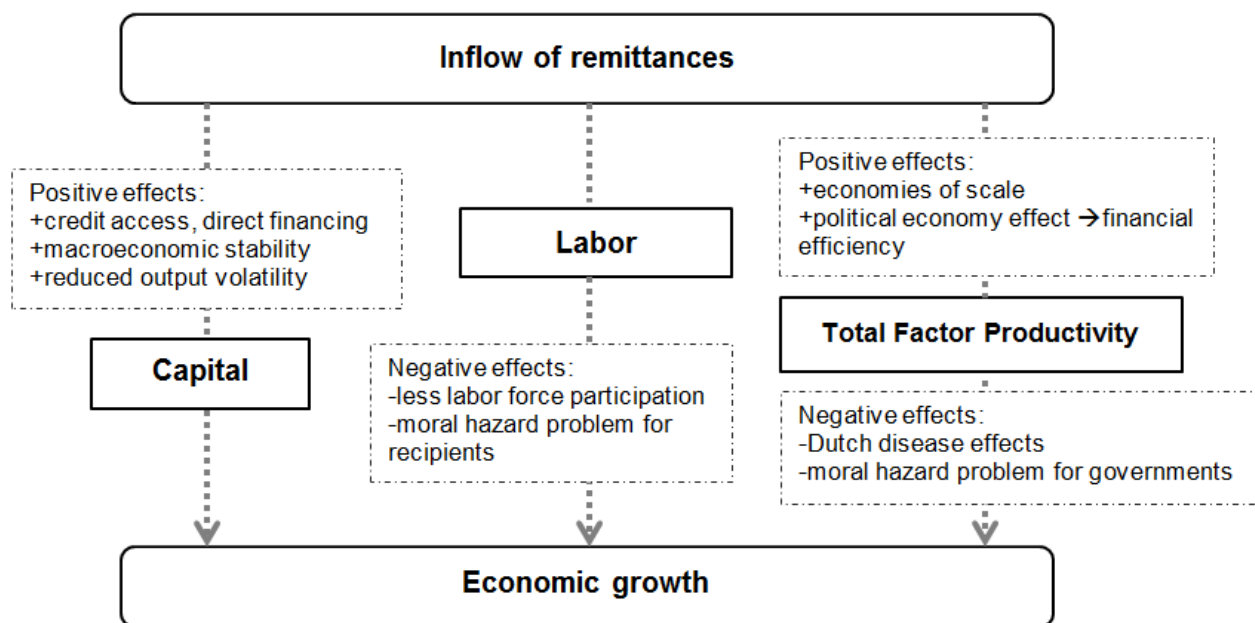 Inflow of remittances
Positive effects:
+credit access, direct financing
+macroeconomic stability
+reduced output volatility
Capital
Labor
Negative effects:
-less labor force participation
-moral hazard problem for
recipients
Positive effects:
+economies of scale
+political economy effect →financial
efficiency
Total Factor Productivity
Negative effects:
-Dutch disease effects
-moral hazard problem for governments
Economic growth